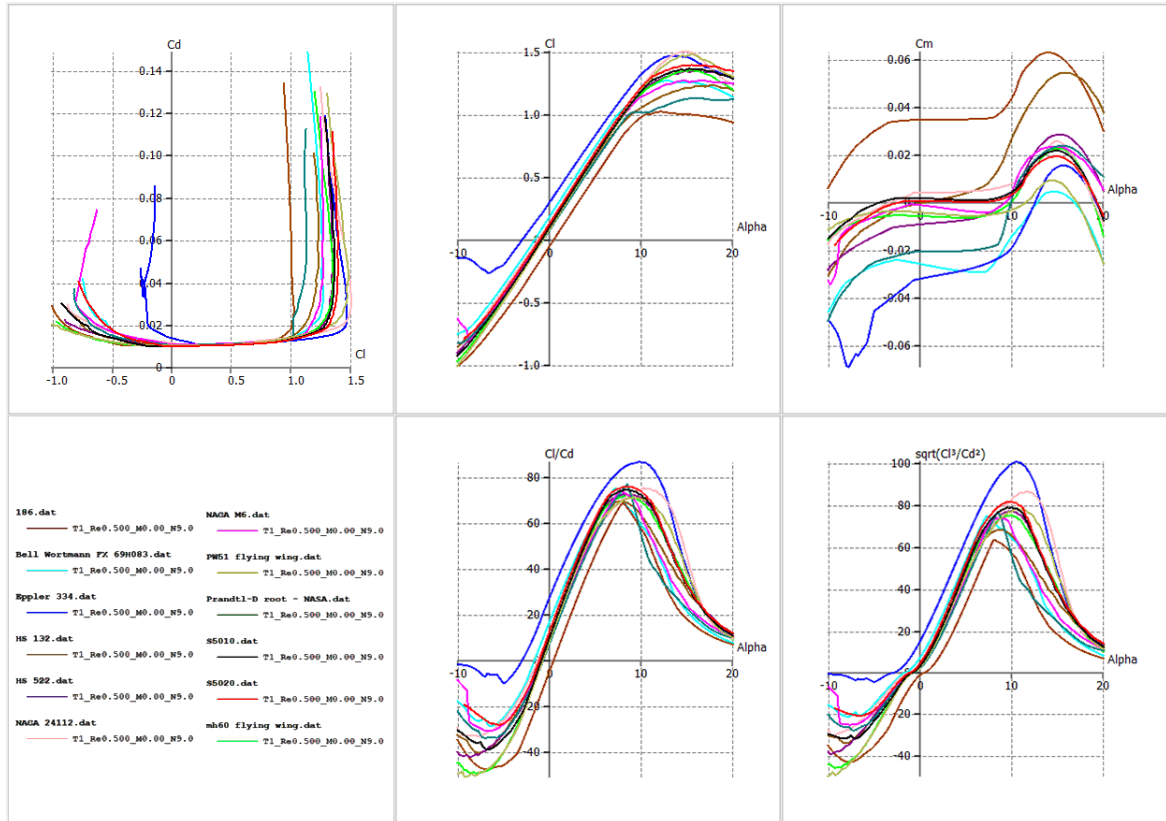 Cd
0.14
0.12
0.10
0.08
0.06
0.04
0.02
0
Cl
-1.0 -0.5 0 0.5 1.0 1.5
Cl
1.5
1.0
0.5
Alpha
-10 0 10 20
-0.5
-1.0
Cm
0.06
0.04
0.02
Alpha
-10
-0.02
-0.04
-0.06
186.dat
T1_Re0.500_M0.00_N9.0
Bell Wortmann FX 69H083.dat
T1_Re0.500_M0.00_N9.0
Eppler 334.dat
T1_Re0.500_M0.00_N9.0
HS 132.dat
T1_Re0.500_M0.00_N9.0
HS 522.dat
T1_Re0.500_M0.00_N9.0
NACA 24112.dat
T1_Re0.500_M0.00_N9.0
NACA M6.dat
T1_Re0.500_M0.00_N9.0
PW51 flying wing.dat
T1_Re0.500_M0.00_N9.0
Prandtl-D root - NASA.dat
T1_Re0.500_M0.00_N9.0
S5010.dat
T1_Re0.500_M0.00_N9.0
S5020.dat
T1_Re0.500_M0.00_N9.0
mh60 flying wing.dat
T1_Re0.500_M0.00_N9.0
Cl/Cd
80
60
40
20
Alpha
-10 0 10 20
-20
-40
sqrt(Cl³/Cd²)
100
80
60
40
20
Alpha
-10 0 10 20
-20
-40